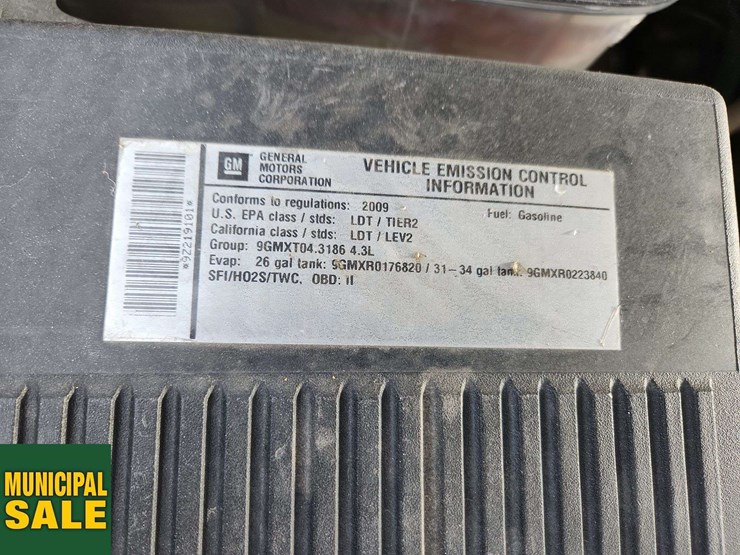 GM GENERAL
MOTORS
CORPORATION
VEHICLE EMISSION CONTROL
INFORMATION
Conforms to regulations: 2009 Fuel: Gasoline
U.S. EPA class / stds: LDT / TIER2
California class / stds: LDT / LEV2
Group: 9GMXT04.3186 4.3L
Evap: 26 gal tank: 9GMXR0176820 / 31-34 gal tank: 9GMXR0223840
SFI/HO2S/TWC, OBD: II
*92219101*
MUNICIPAL
SALE